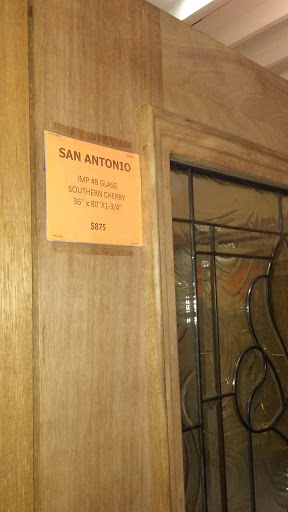 SAN ANTONIO
IMP #8 GLASS
SOUTHERN CHERRY
36" x 80"X1-3/4"
$875